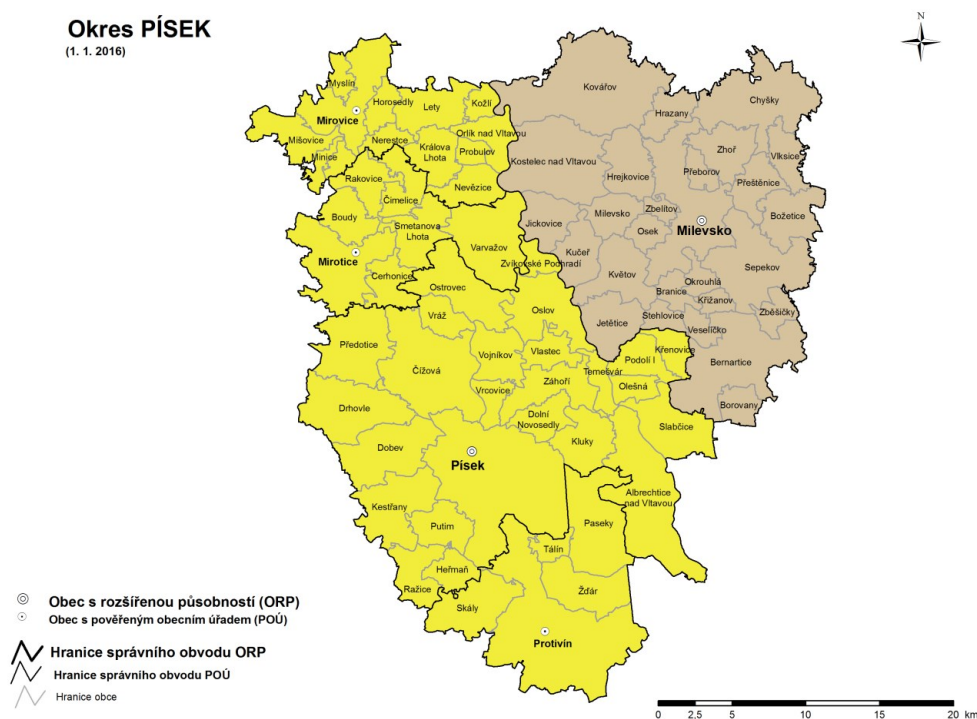 Okres PÍSEK
(1. 1. 2016)
N
Kovářov
Chyšky
Myslín
Mirovice
Horosedly
Lety
Kožlí
Hrazany
Mišovice
Minice
Nerestce
Králova
Lhota
Orlík nad Vltavou
Probulov
Nevězice
Kostelec nad Vltavou
Hrejkovice
Zhoř
Přeborov
Vlksice
Přeštěnice
Rakovice
Čimelice
Boudy
Smetanova
Lhota
Varvažov
Mirotice
Cerhonice
Jickovice
Milevsko
Zbelítov
Osek
Milevsko
Božetice
Kučeř
Zvíkovské Podhradí
Květov
Sepekov
Okrouhlá
Branice
Křižanov
Ostrovec
Vráž
Oslov
Jetětice
Stehlovice
Veselíčko
Zběšičky
Předotice
Čížová
Vojníkov
Vlastec
Temešvár
Podolí I
Křenovice
Bernartice
Záhoří
Olešná
Vrcovice
Drhovle
Dolní
Novosedly
Borovany
Slabčice
Dobev
Kluky
Písek
Albrechtice
nad Vltavou
Kestřany
Putim
Paseky
Tálín
Heřmaň
Ražice
Skály
Žďár
Protivín
Obec s rozšířenou působností (ORP)
Obec s pověřeným obecním úřadem (POÚ)
Hranice správního obvodu ORP
Hranice správního obvodu POÚ
Hranice obce
0 2,5 5 10 15 20
km